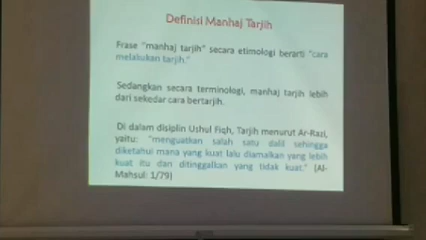 Definisi Manhaj Tarjih
Frase "manhaj tarjih" secara etimologi berarti "cara
melakukan tarjih."
Sedangkan secara terminologi, manhaj tarjih lebih
dari sekedar cara bertarjih.
Di dalam disiplin Ushul Fiqh, Tarjih menurut Ar-Razi,
yaitu: "menguatkan salah satu dalil sehingga
diketahui mana yang kuat lalu diamalkan yang lebih
kuat itu dan ditinggalkan yang tidak kuat." (Al-
Mahsul: 1/79)